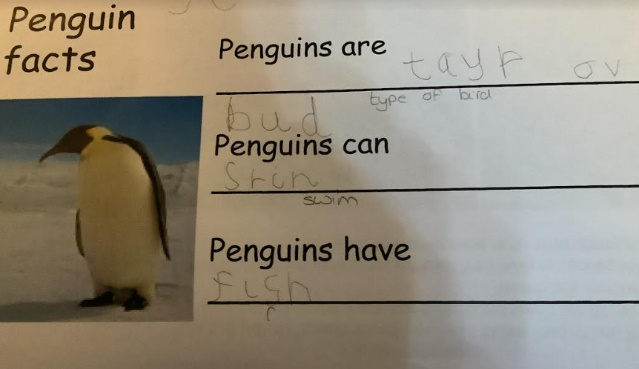 Penguin
facts
Penguins are tayp ov
type of bird
bud
Penguins can
Srin
swim
Penguins have
fish